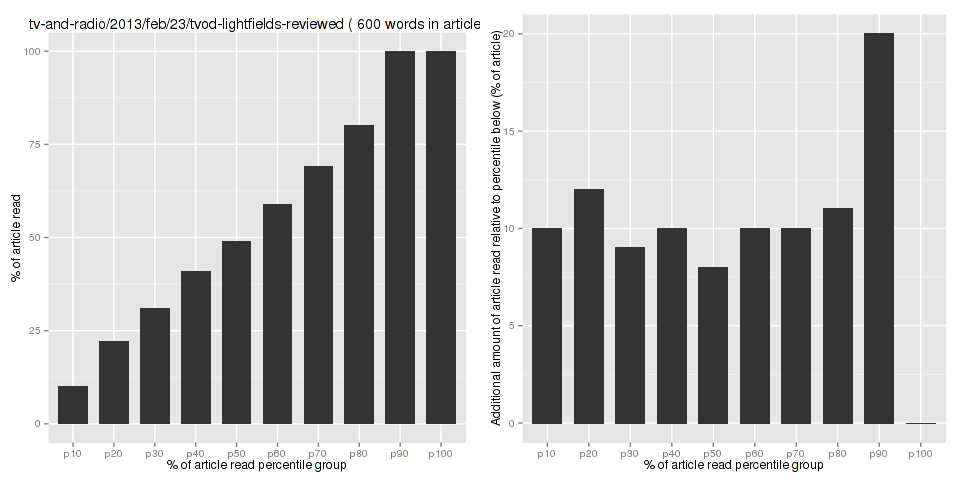 tv-and-radio/2013/feb/23/tvod-lightfields-reviewed ( 600 words in article
% of article read
100
75
50
25
0
p10 p20 p30 p40 p50 p60 p70 p80 p90 p100
% of article read percentile group
Additional amount of article read relative to percentile below (% of article)
20
15
10
5
0
p10 p20 p30 p40 p50 p60 p70 p80 p90 p100
% of article read percentile group